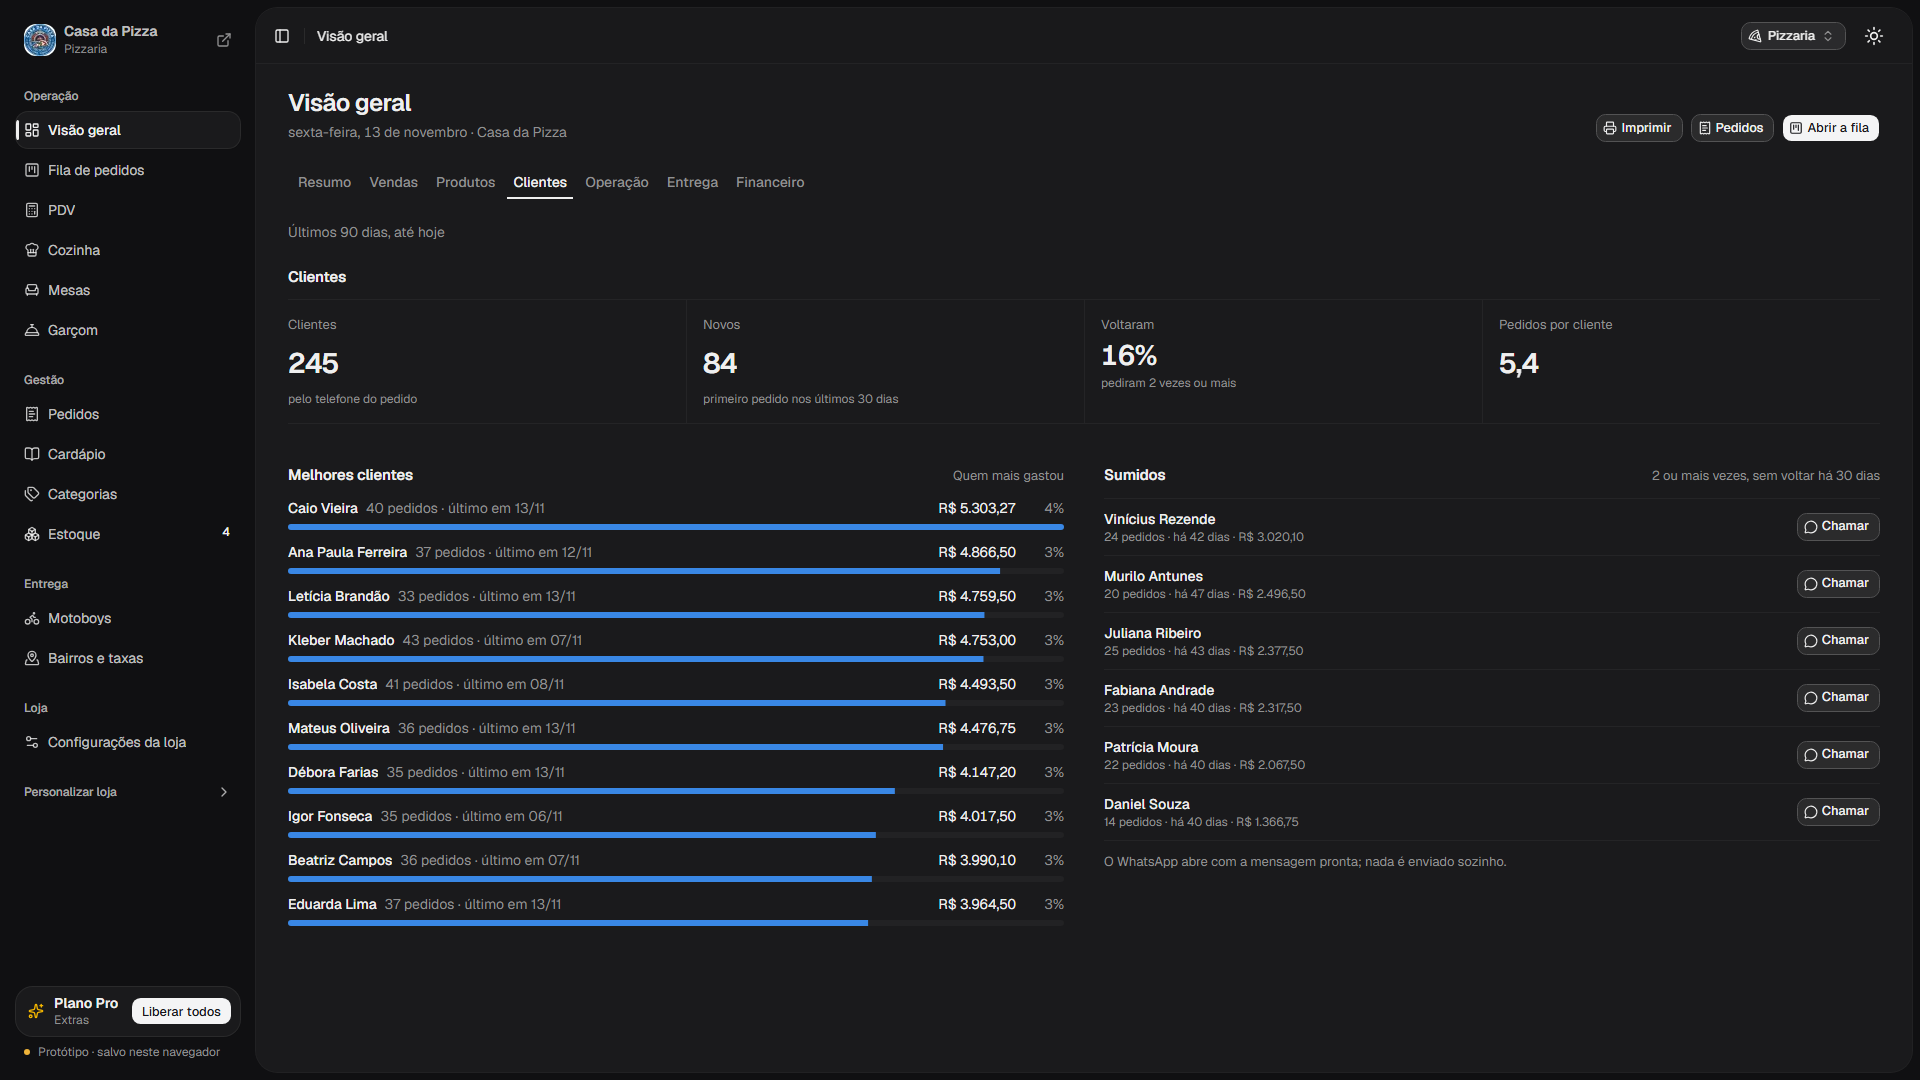 Casa da Pizza
Pizzaria
Operação
Visão geral
Fila de pedidos
PDV
Cozinha
Mesas
Garçom
Gestão
Pedidos
Cardápio
Categorias
Estoque 4
Entrega
Motoboys
Bairros e taxas
Loja
Configurações da loja
Personalizar loja
Plano Pro
Extras
Liberar todos
Protótipo · salvo neste navegador
Visão geral
Pizzaria
Visão geral
sexta-feira, 13 de novembro · Casa da Pizza
Imprimir Pedidos Abrir a fila
Resumo Vendas Produtos Clientes Operação Entrega Financeiro
Últimos 90 dias, até hoje
Clientes
Clientes
245
pelo telefone do pedido
Novos
84
primeiro pedido nos últimos 30 dias
Voltaram
16%
pediram 2 vezes ou mais
Pedidos por cliente
5,4
Melhores clientes Quem mais gastou
Caio Vieira 40 pedidos · último em 13/11 R$ 5.303,27 4%
Ana Paula Ferreira 37 pedidos · último em 12/11 R$ 4.866,50 3%
Letícia Brandão 33 pedidos · último em 13/11 R$ 4.759,50 3%
Kleber Machado 43 pedidos · último em 07/11 R$ 4.753,00 3%
Isabela Costa 41 pedidos · último em 08/11 R$ 4.493,50 3%
Mateus Oliveira 36 pedidos · último em 13/11 R$ 4.476,75 3%
Débora Farias 35 pedidos · último em 13/11 R$ 4.147,20 3%
Igor Fonseca 35 pedidos · último em 06/11 R$ 4.017,50 3%
Beatriz Campos 36 pedidos · último em 07/11 R$ 3.990,10 3%
Eduarda Lima 37 pedidos · último em 13/11 R$ 3.964,50 3%
Sumidos 2 ou mais vezes, sem voltar há 30 dias
Vinícius Rezende
24 pedidos · há 42 dias · R$ 3.020,10
Chamar
Murilo Antunes
20 pedidos · há 47 dias · R$ 2.496,50
Chamar
Juliana Ribeiro
25 pedidos · há 43 dias · R$ 2.377,50
Chamar
Fabiana Andrade
23 pedidos · há 40 dias · R$ 2.317,50
Chamar
Patrícia Moura
22 pedidos · há 40 dias · R$ 2.067,50
Chamar
Daniel Souza
14 pedidos · há 40 dias · R$ 1.366,75
Chamar
O WhatsApp abre com a mensagem pronta; nada é enviado sozinho.